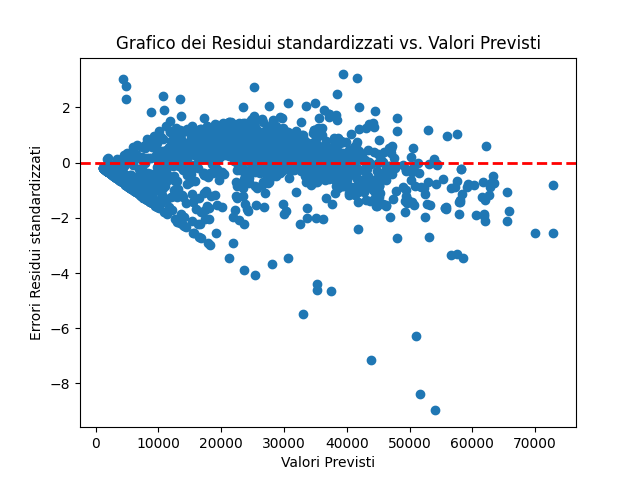 Grafico dei Residui standardizzati vs. Valori Previsti
Errori Residui standardizzati
2
0
−2
−4
−6
−8
0 10000 20000 30000 40000 50000 60000 70000
Valori Previsti